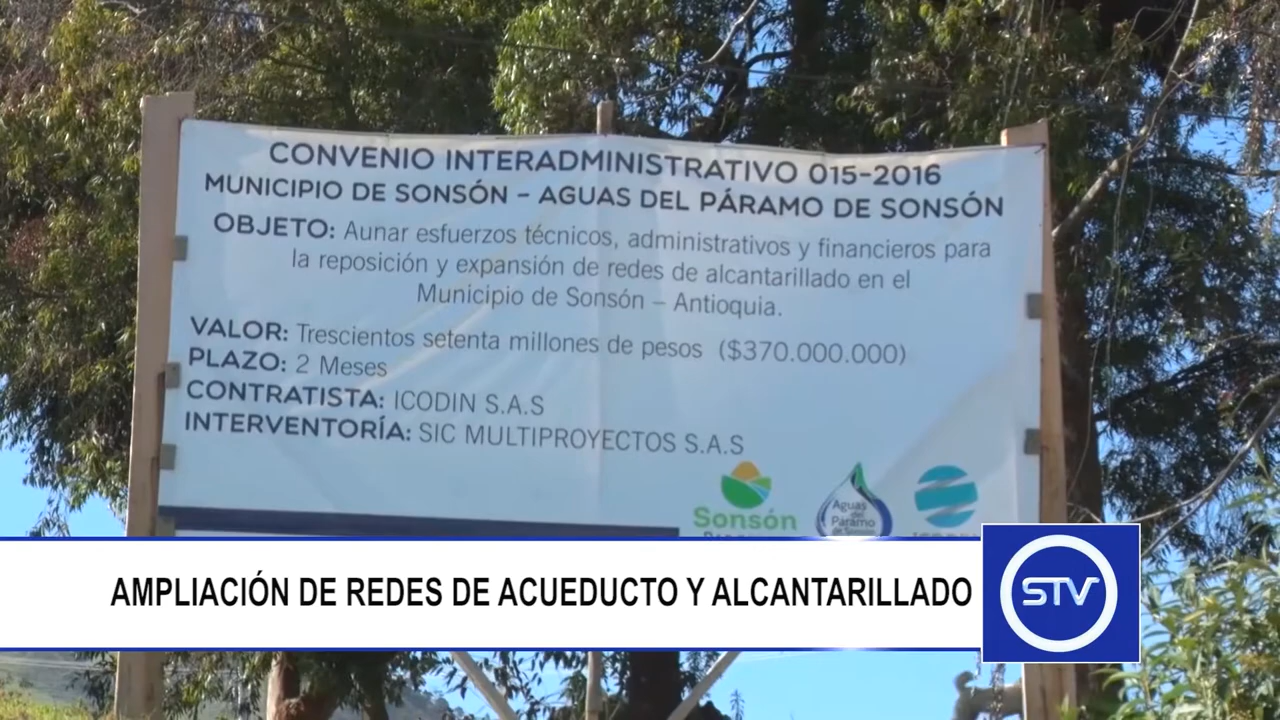 CONVENIO INTERADMINISTRATIVO 015-2016
MUNICIPIO DE SONSÓN - AGUAS DEL PÁRAMO DE SONSÓN
OBJETO: Aunar esfuerzos técnicos, administrativos y financieros para
la reposición y expansión de redes de alcantarillado en el
Municipio de Sonsón – Antioquia.
VALOR: Trescientos setenta millones de pesos ($370.000.000)
PLAZO: 2 Meses
CONTRATISTA: ICODIN S.A.S
INTERVENTORÍA: SIC MULTIPROYECTOS S.A.S
Sonsón
Aguas
del
Páramo
AMPLIACIÓN DE REDES DE ACUEDUCTO Y ALCANTARILLADO
STV